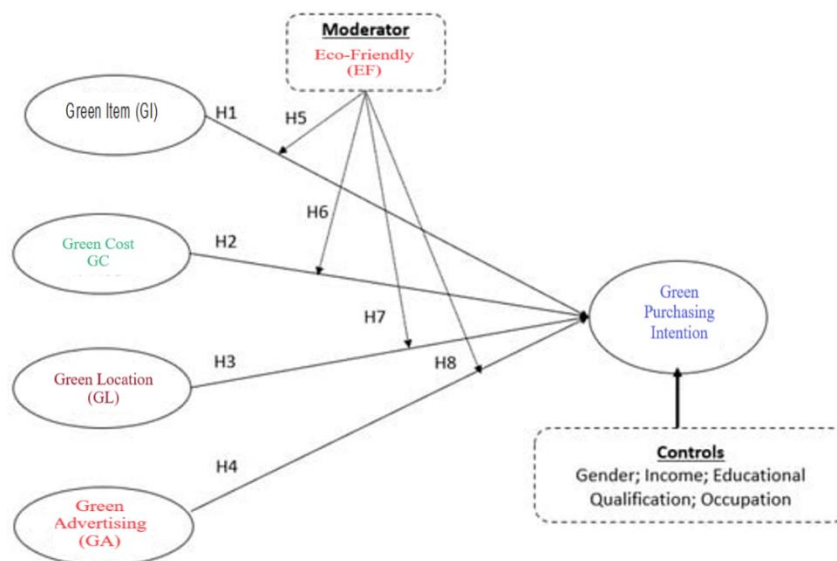 Moderator
Eco-Friendly
(EF)
Green Item (GI)
H1
H5
H6
Green Cost
GC
H2
Green
Purchasing
Intention
H7
Green Location
(GL)
H3
H8
H4
Green
Advertising
(GA)
Controls
Gender; Income; Educational
Qualification; Occupation